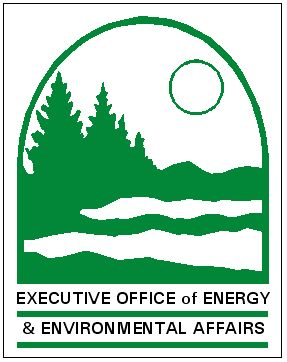 EXECUTIVE OFFICE of ENERGY
& ENVIRONMENTAL AFFAIRS